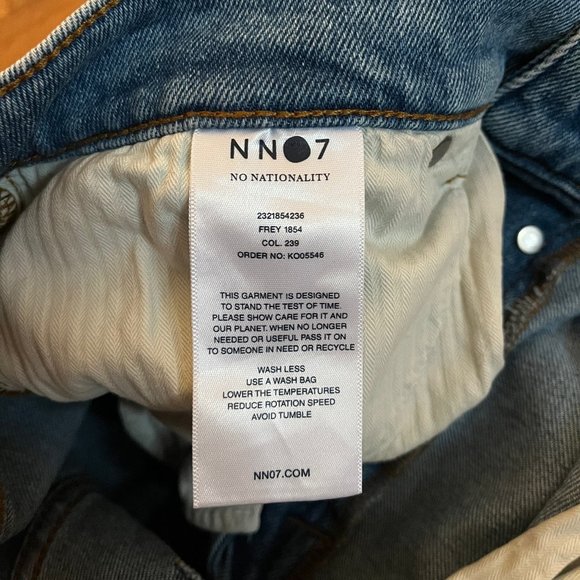 NN●7
NO NATIONALITY
2321854236
FREY 1854
COL. 239
ORDER NO: KO05546
THIS GARMENT IS DESIGNED
TO STAND THE TEST OF TIME.
PLEASE SHOW CARE FOR IT AND
OUR PLANET. WHEN NO LONGER
NEEDED OR USEFUL PASS IT ON
TO SOMEONE IN NEED OR RECYCLE
WASH LESS
USE A WASH BAG
LOWER THE TEMPERATURES
REDUCE ROTATION SPEED
AVOID TUMBLE
NN07.COM